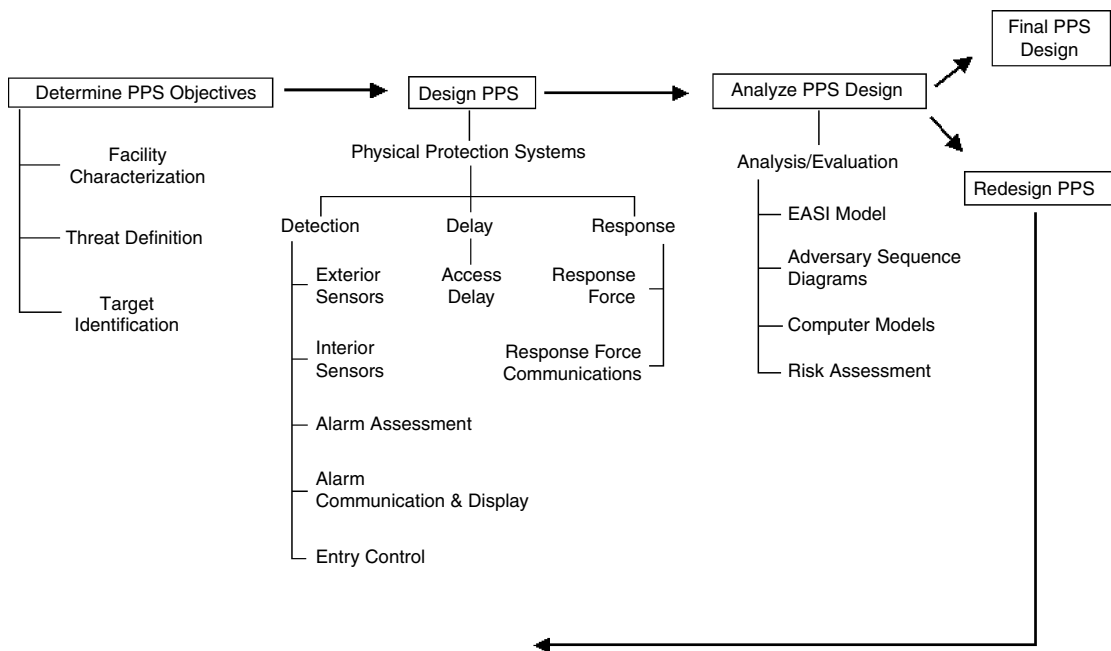 Final PPS
Design
Determine PPS Objectives
Design PPS
Analyze PPS Design
Redesign PPS
Facility
Characterization
Threat Definition
Target
Identification
Physical Protection Systems
Detection
Exterior
Sensors
Interior
Sensors
Alarm Assessment
Alarm
Communication & Display
Entry Control
Delay
Access
Delay
Response
Response
Force
Response Force
Communications
Analysis/Evaluation
EASI Model
Adversary Sequence
Diagrams
Computer Models
Risk Assessment